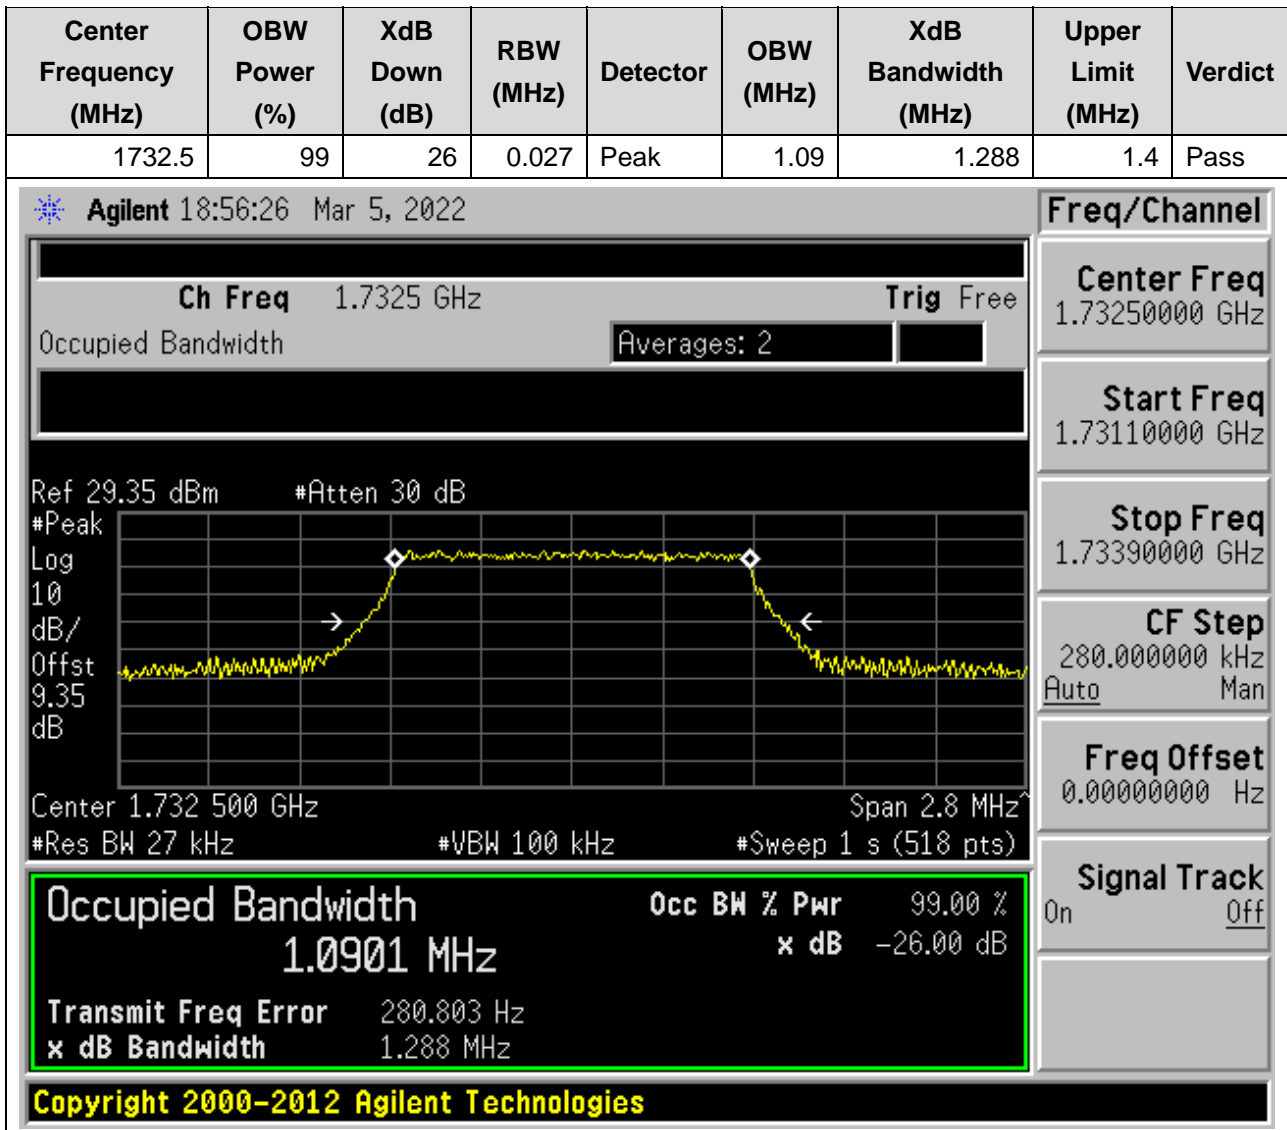 Center Frequency (MHz) OBW Power (%) XdB Down (dB) RBW (MHz) Detector OBW (MHz) XdB Bandwidth (MHz) Upper Limit (MHz) Verdict
1732.5 99 26 0.027 Peak 1.09 1.288 1.4 Pass
Agilent 18:56:26 Mar 5, 2022
Ch Freq 1.7325 GHz Trig Free
Occupied Bandwidth Averages: 2
Ref 29.35 dBm #Atten 30 dB
#Peak
Log
10
dB/
Offst
9.35
dB
Center 1.732 500 GHz Span 2.8 MHz^
#Res BW 27 kHz #VBW 100 kHz #Sweep 1 s (518 pts)
Occupied Bandwidth Occ BW % Pwr 99.00 %
1.0901 MHz x dB -26.00 dB
Transmit Freq Error 280.803 Hz
x dB Bandwidth 1.288 MHz
Copyright 2000-2012 Agilent Technologies
Freq/Channel
Center Freq
1.73250000 GHz
Start Freq
1.73110000 GHz
Stop Freq
1.73390000 GHz
CF Step
280.000000 kHz
Auto Man
Freq Offset
0.00000000 Hz
Signal Track
On Off